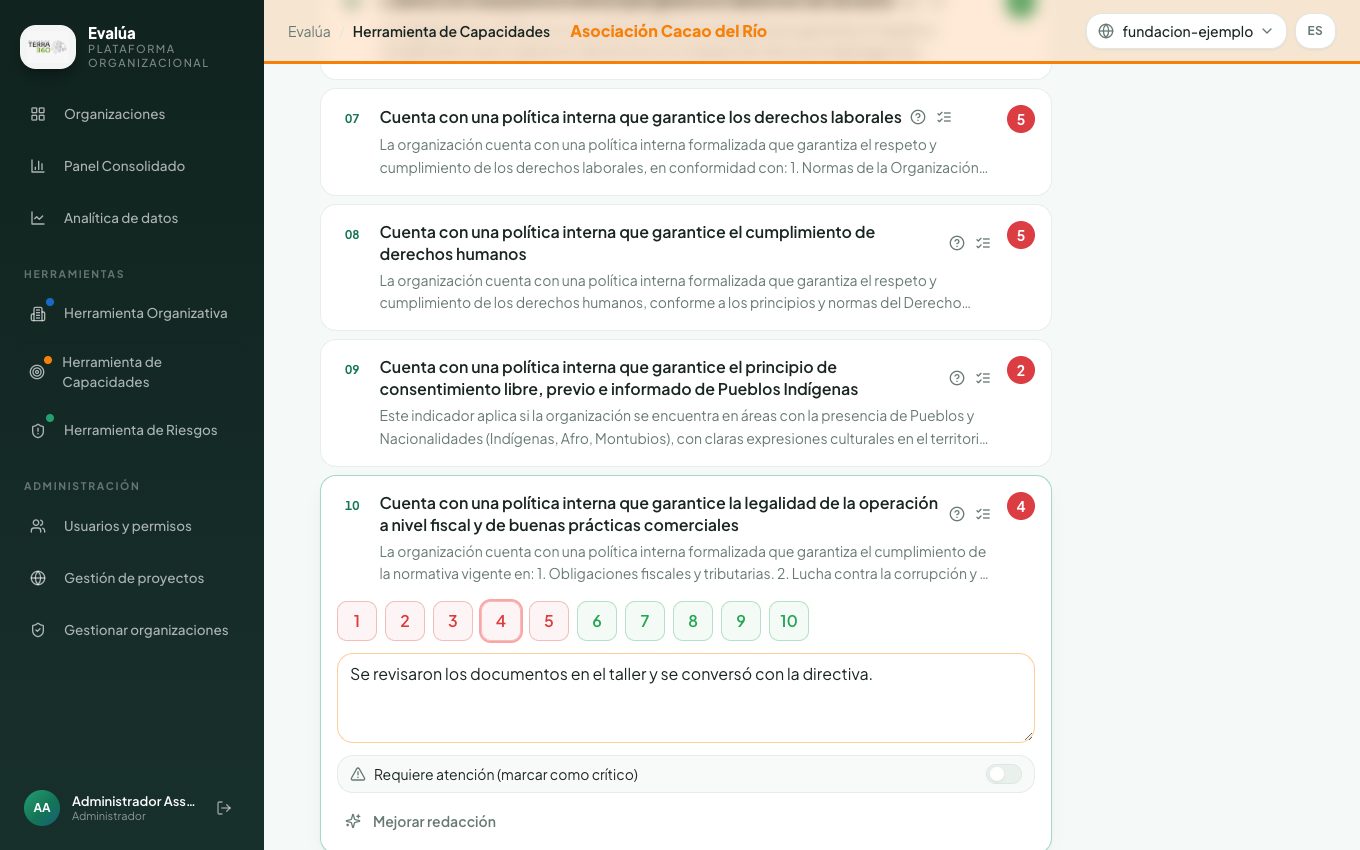 TERRA
360
Evalúa
PLATAFORMA
ORGANIZACIONAL
Organizaciones
Panel Consolidado
Analítica de datos
HERRAMIENTAS
Herramienta Organizativa
Herramienta de
Capacidades
Herramienta de Riesgos
ADMINISTRACIÓN
Usuarios y permisos
Gestión de proyectos
Gestionar organizaciones
AA
Administrador Ass...
Administrador
Evalúa / Herramienta de Capacidades Asociación Cacao del Río
fundacion-ejemplo
ES
07 Cuenta con una política interna que garantice los derechos laborales 5
La organización cuenta con una política interna formalizada que garantiza el respeto y
cumplimiento de los derechos laborales, en conformidad con: 1. Normas de la Organización...
08 Cuenta con una política interna que garantice el cumplimiento de
derechos humanos 5
La organización cuenta con una política interna formalizada que garantiza el respeto y
cumplimiento de los derechos humanos, conforme a los principios y normas del Derecho...
09 Cuenta con una política interna que garantice el principio de
consentimiento libre, previo e informado de Pueblos Indígenas 2
Este indicador aplica si la organización se encuentra en áreas con la presencia de Pueblos y
Nacionalidades (Indígenas, Afro, Montubios), con claras expresiones culturales en el territori...
10 Cuenta con una política interna que garantice la legalidad de la operación
a nivel fiscal y de buenas prácticas comerciales 4
La organización cuenta con una política interna formalizada que garantiza el cumplimiento de
la normativa vigente en: 1. Obligaciones fiscales y tributarias. 2. Lucha contra la corrupción y ...
1 2 3 4 5 6 7 8 9 10
Se revisaron los documentos en el taller y se conversó con la directiva.
Requiere atención (marcar como crítico)
Mejorar redacción